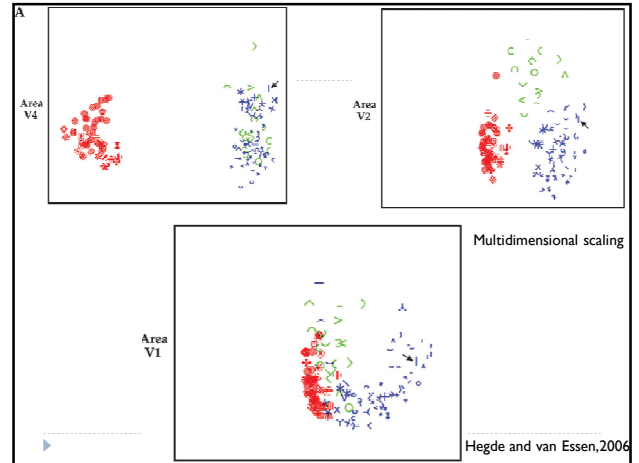 A
Area
V4
Area
V2
Multidimensional scaling
Area
V1
Hegde and van Essen,2006